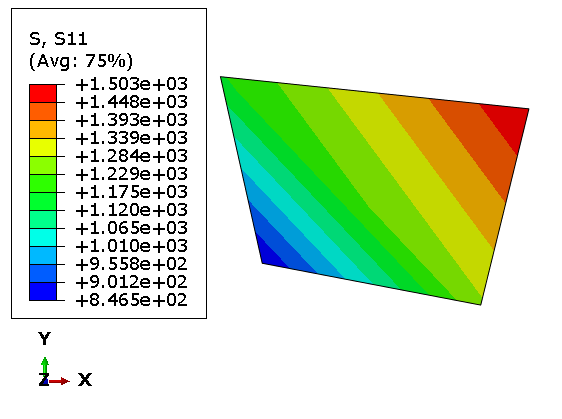 S, S11
(Avg: 75%)
+1.503e+03
+1.448e+03
+1.393e+03
+1.339e+03
+1.284e+03
+1.229e+03
+1.175e+03
+1.120e+03
+1.065e+03
+1.010e+03
+9.558e+02
+9.012e+02
+8.465e+02
Y
Z X